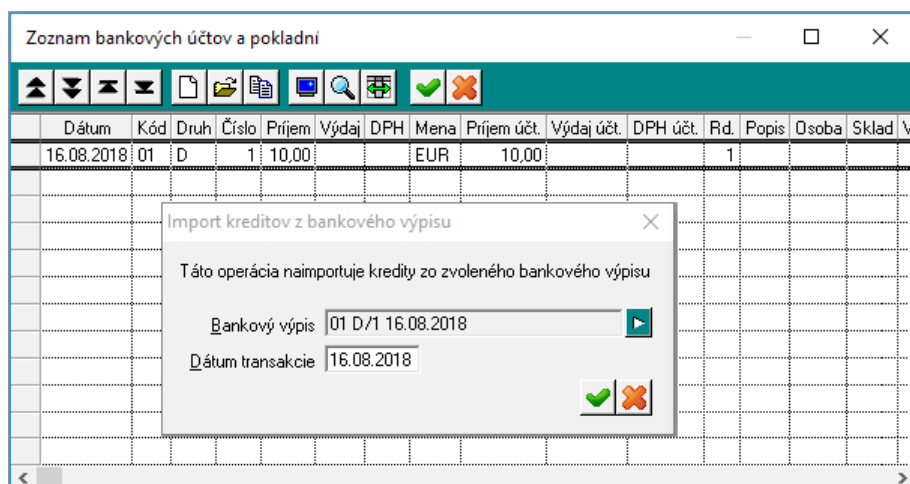 Zoznam bankových účtov a pokladní
Dátum Kód Druh Číslo Príjem Výdaj DPH Mena Príjem účt. Výdaj účt. DPH účt. Rd. Popis Osoba Sklad V
16.08.2018 01 D 1 10,00 EUR 10,00 1
Import kreditov z bankového výpisu
Táto operácia naimportuje kredity zo zvoleného bankového výpisu
Bankový výpis 01 D/1 16.08.2018
Dátum transakcie 16.08.2018